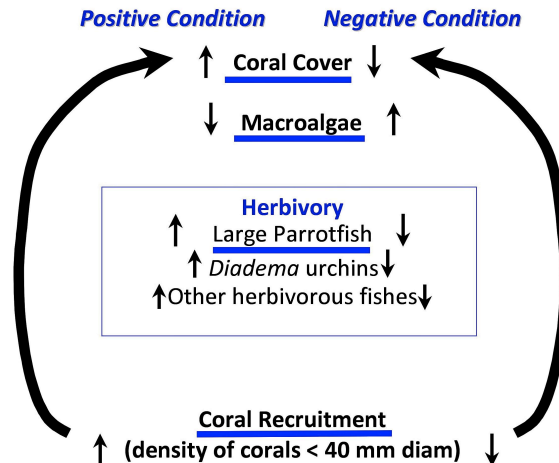 Positive Condition Negative Condition
↑ Coral Cover ↓
↓ Macroalgae ↑
Herbivory
↑ Large Parrotfish ↓
↑ Diadema urchins ↓
↑ Other herbivorous fishes ↓
Coral Recruitment
↑ (density of corals < 40 mm diam) ↓